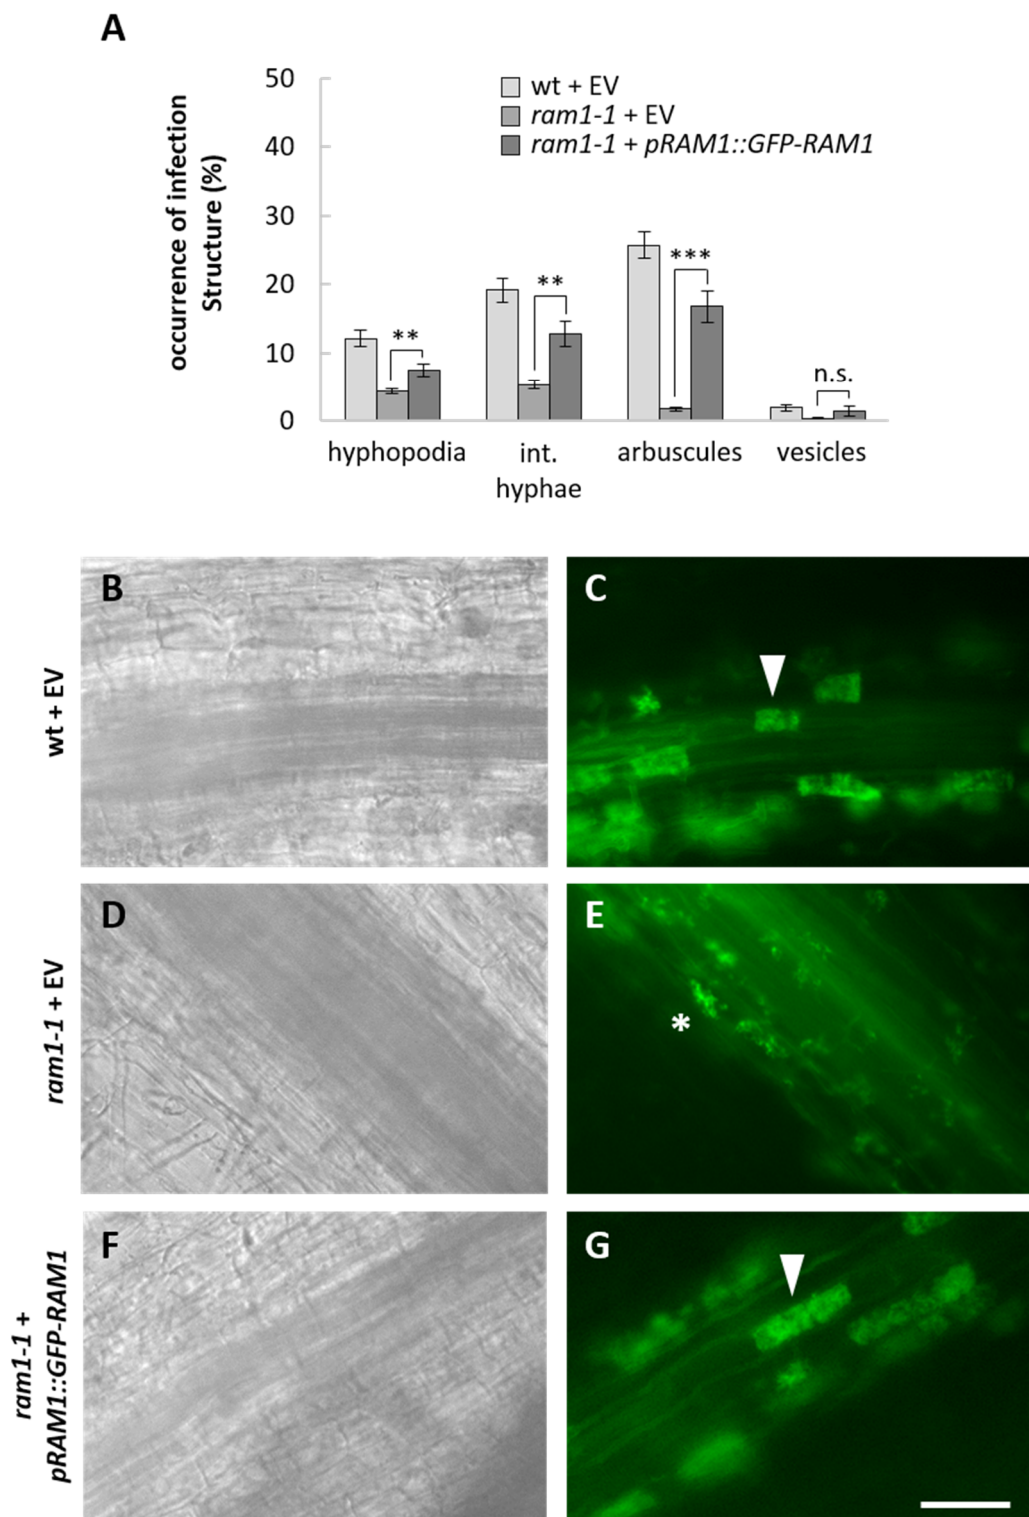 A
occurrence of infection
Structure (%)
50
40
30
20
10
0
wt + EV
ram1-1 + EV
ram1-1 + pRAM1::GFP-RAM1
**
**
***
n.s.
hyphopodia
int.
hyphae
arbuscules
vesicles
wt + EV
B
C
ram1-1 + EV
D
E
*
ram1-1 +
pRAM1::GFP-RAM1
F
G